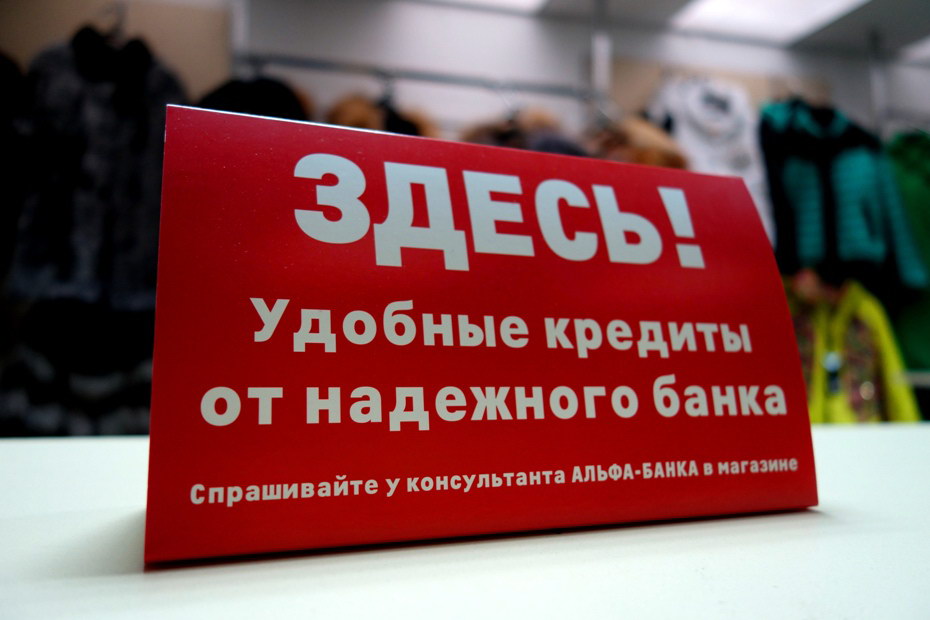 ЗДЕСЬ!
Удобные кредиты
от надежного банка
Спрашивайте у консультанта АЛЬФА-БАНКА в магазине